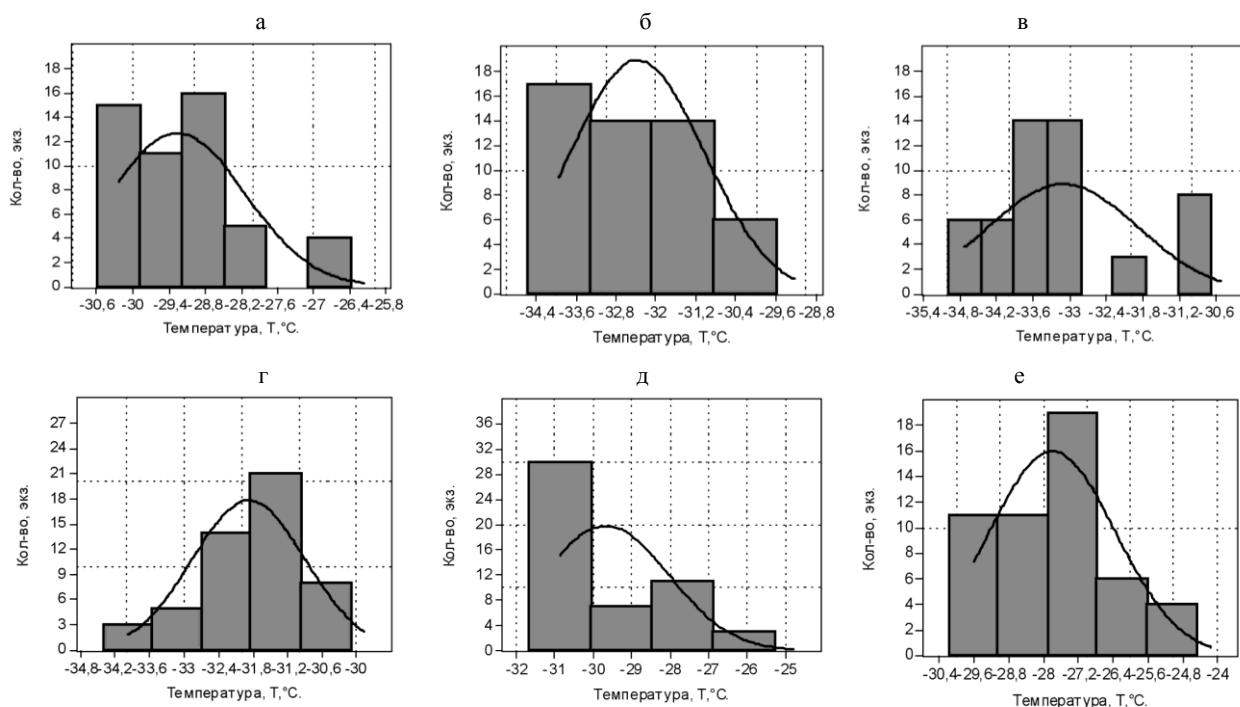 а
б
в
Кол-во, экз.
18
16
14
12
10
8
6
4
2
0
-30,6 -30 -29,4 -28,8 -28,2 -27,6 -27 -26,4 -25,8
Температура, T,°C.
Кол-во, экз.
18
16
14
12
10
8
6
4
2
0
-34,4 -33,6 -32,8 -32 -31,2 -30,4 -29,6 -28,8
Температура, T,°C.
Кол-во, экз.
18
16
14
12
10
8
6
4
2
0
-35,4 -34,8 -34,2 -33,6 -33 -32,4 -31,8 -31,2 -30,6
Температура, T,°C.
г
д
е
Кол-во, экз.
27
24
21
18
15
12
9
6
3
0
-34,8 -34,2 -33,6 -33 -32,4 -31,8 -31,2 -30,6 -30
Температура, T,°C.
Кол-во, экз.
36
32
28
24
20
16
12
8
4
0
-32 -31 -30 -29 -28 -27 -26 -25
Температура, T,°C.
Кол-во, экз.
18
16
14
12
10
8
6
4
2
0
-30,4 -29,6 -28,8 -28 -27,2 -26,4 -25,6 -24,8 -24
Температура, T,°C.